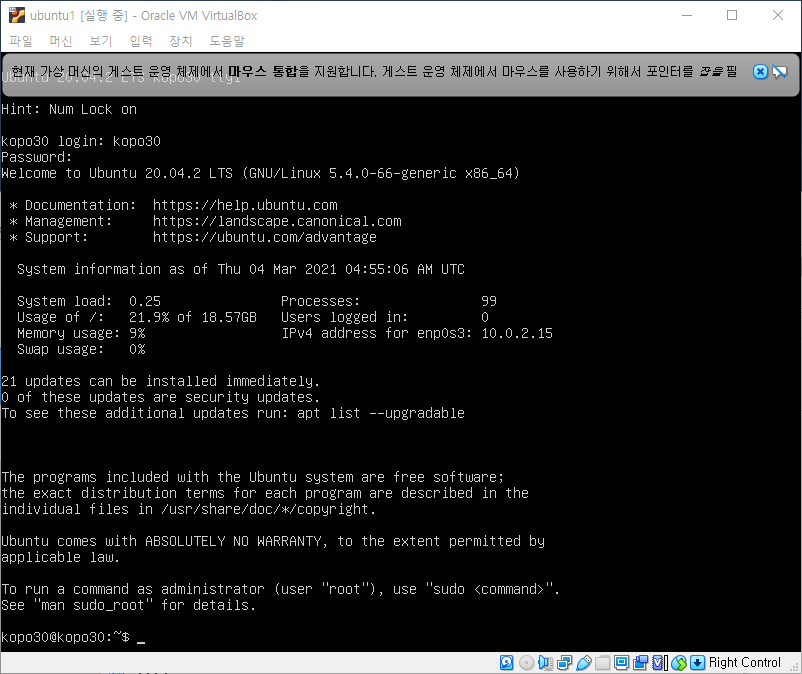 ubuntu1 [실행 중] - Oracle VM VirtualBox
파일 머신 보기 입력 장치 도움말
현재 가상 머신의 게스트 운영 체제에서 마우스 통합을 지원합니다. 게스트 운영 체제에서 마우스를 사용하기 위해서 포인터를 잡을 필
Ubuntu 20.04.2 LTS kopo30 tty1
Hint: Num Lock on
kopo30 login: kopo30
Password:
Welcome to Ubuntu 20.04.2 LTS (GNU/Linux 5.4.0-66-generic x86_64)
* Documentation: https://help.ubuntu.com
* Management: https://landscape.canonical.com
* Support: https://ubuntu.com/advantage
System information as of Thu 04 Mar 2021 04:55:06 AM UTC
System load: 0.25 Processes: 99
Usage of /: 21.9% of 18.57GB Users logged in: 0
Memory usage: 9% IPv4 address for enp0s3: 10.0.2.15
Swap usage: 0%
21 updates can be installed immediately.
0 of these updates are security updates.
To see these additional updates run: apt list --upgradable
The programs included with the Ubuntu system are free software;
the exact distribution terms for each program are described in the
individual files in /usr/share/doc/*/copyright.
Ubuntu comes with ABSOLUTELY NO WARRANTY, to the extent permitted by
applicable law.
To run a command as administrator (user "root"), use "sudo <command>".
See "man sudo_root" for details.
kopo30@kopo30:~$ _
Right Control